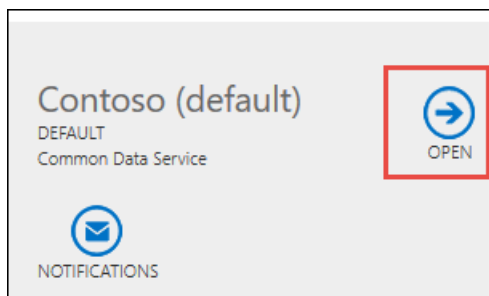 Contoso (default)
DEFAULT
Common Data Service
OPEN
NOTIFICATIONS